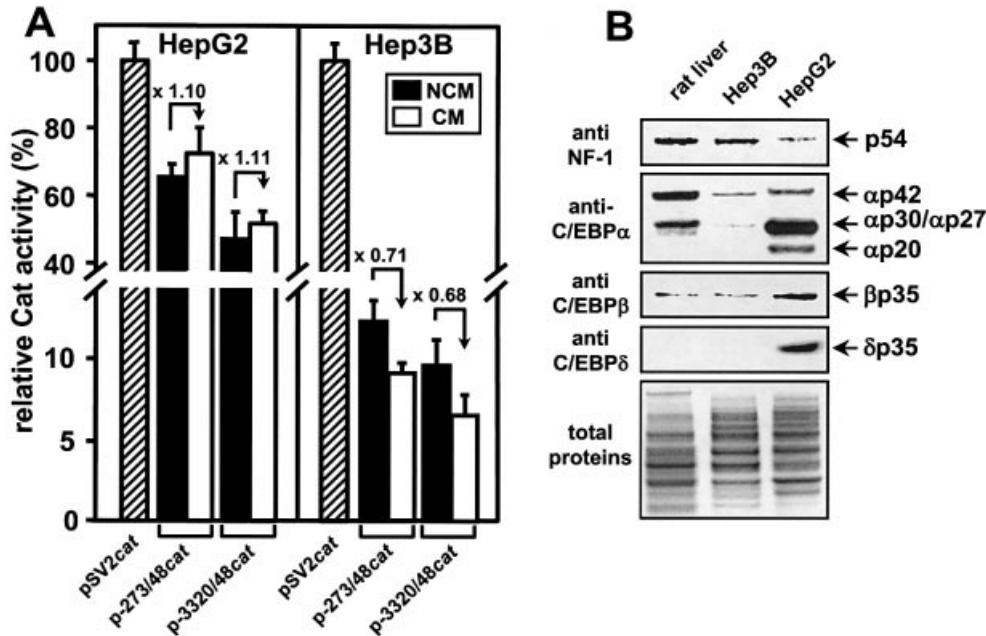 A
HepG2
Hep3B
NCM
CM
x 1.10
x 1.11
x 0.71
x 0.68
relative Cat activity (%)
100
80
60
40
10
5
0
pSV2cat
p-273/48cat
p-3320/48cat
pSV2cat
p-273/48cat
p-3320/48cat
B
rat liver
Hep3B
HepG2
anti
NF-1
p54
anti-
C/EBPα
αp42
αp30/αp27
αp20
anti
C/EBPβ
βp35
anti
C/EBPδ
δp35
total
proteins